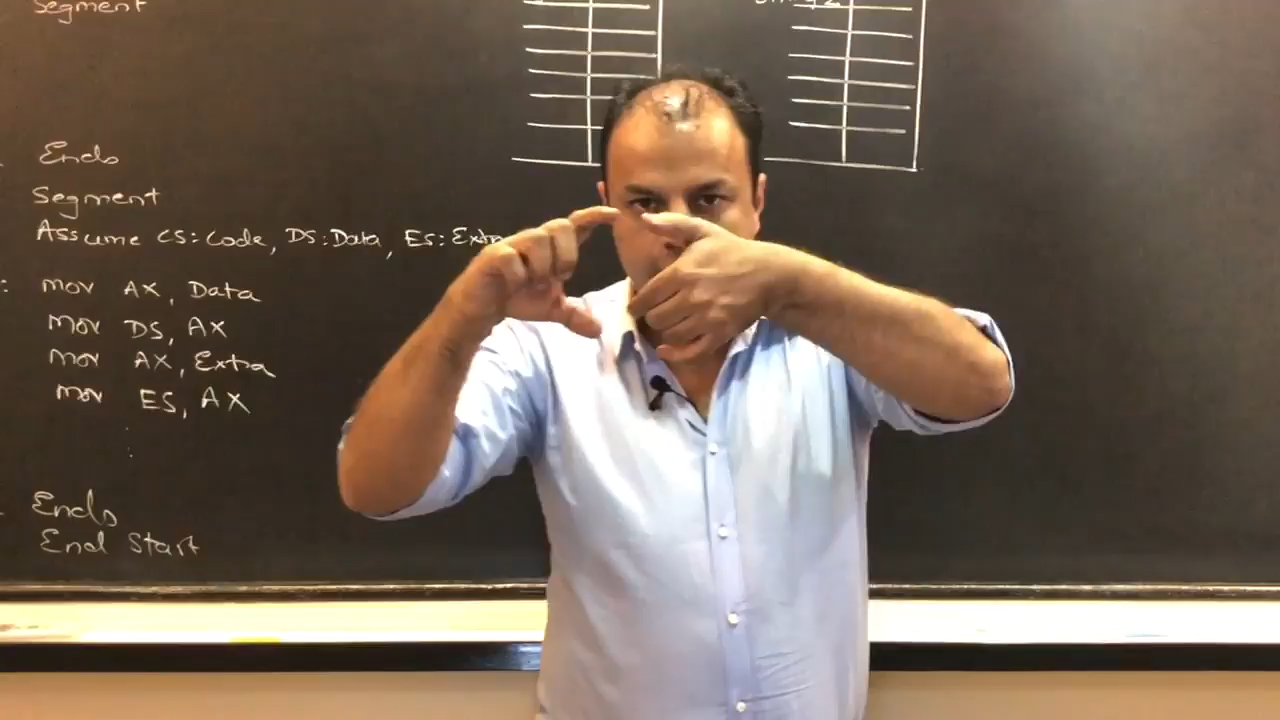 Segment
Ends
Segment
Assume CS:Code, DS:Data, ES:Extra
: mov AX, Data
mov DS, AX
mov AX, Extra
mov ES, AX
:
Ends
End Start